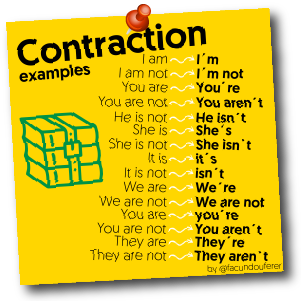 Contraction
examples
I am I´m
I am not I´m not
You are You´re
You are not You aren´t
He is not He isn´t
She is She´s
She is not She isn´t
It is it´s
It is not isn´t
We are We´re
We are not We are not
You are you´re
You are not You aren´t
They are They´re
They are not They aren´t
by @facundouferer